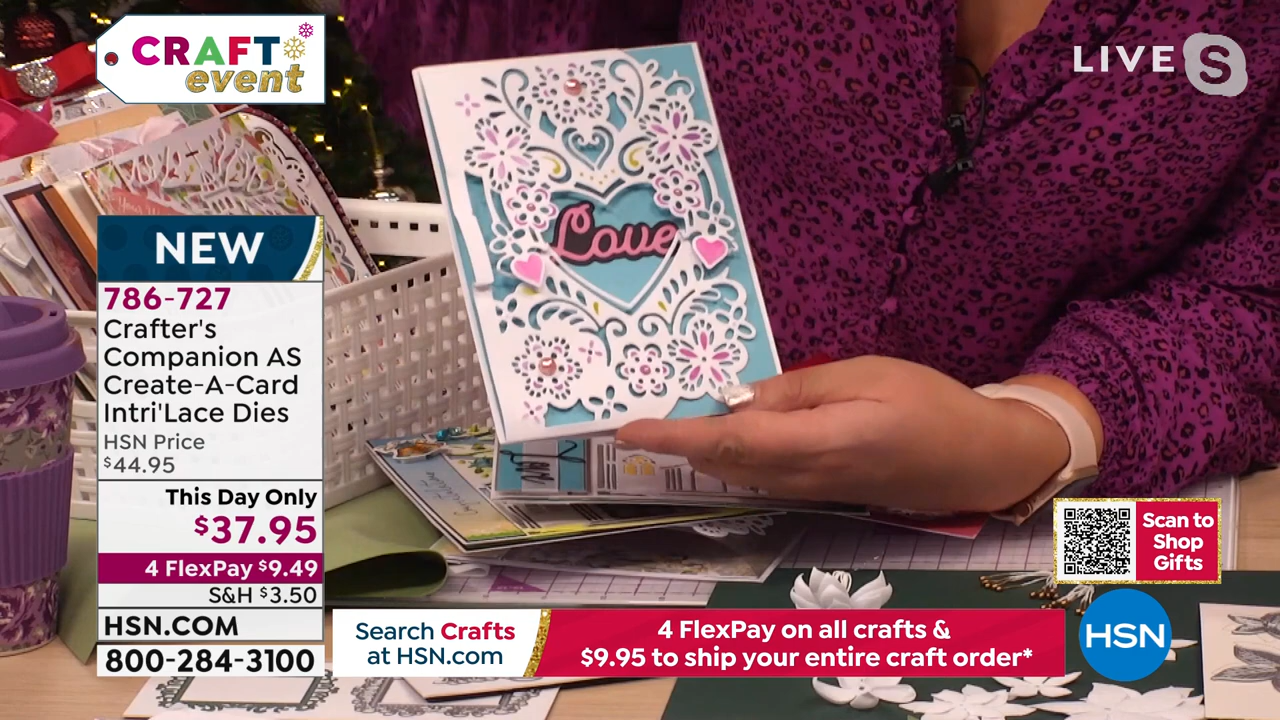 CRAFT
event
LIVE S
Love
NEW
786-727
Crafter's
Companion AS
Create-A-Card
Intri'Lace Dies
HSN Price
$44.95
This Day Only
$37.95
4 FlexPay $9.49
S&H $3.50
HSN.COM
800-284-3100
Search Crafts
at HSN.com
4 FlexPay on all crafts &
$9.95 to ship your entire craft order*
Scan to
Shop
Gifts
HSN